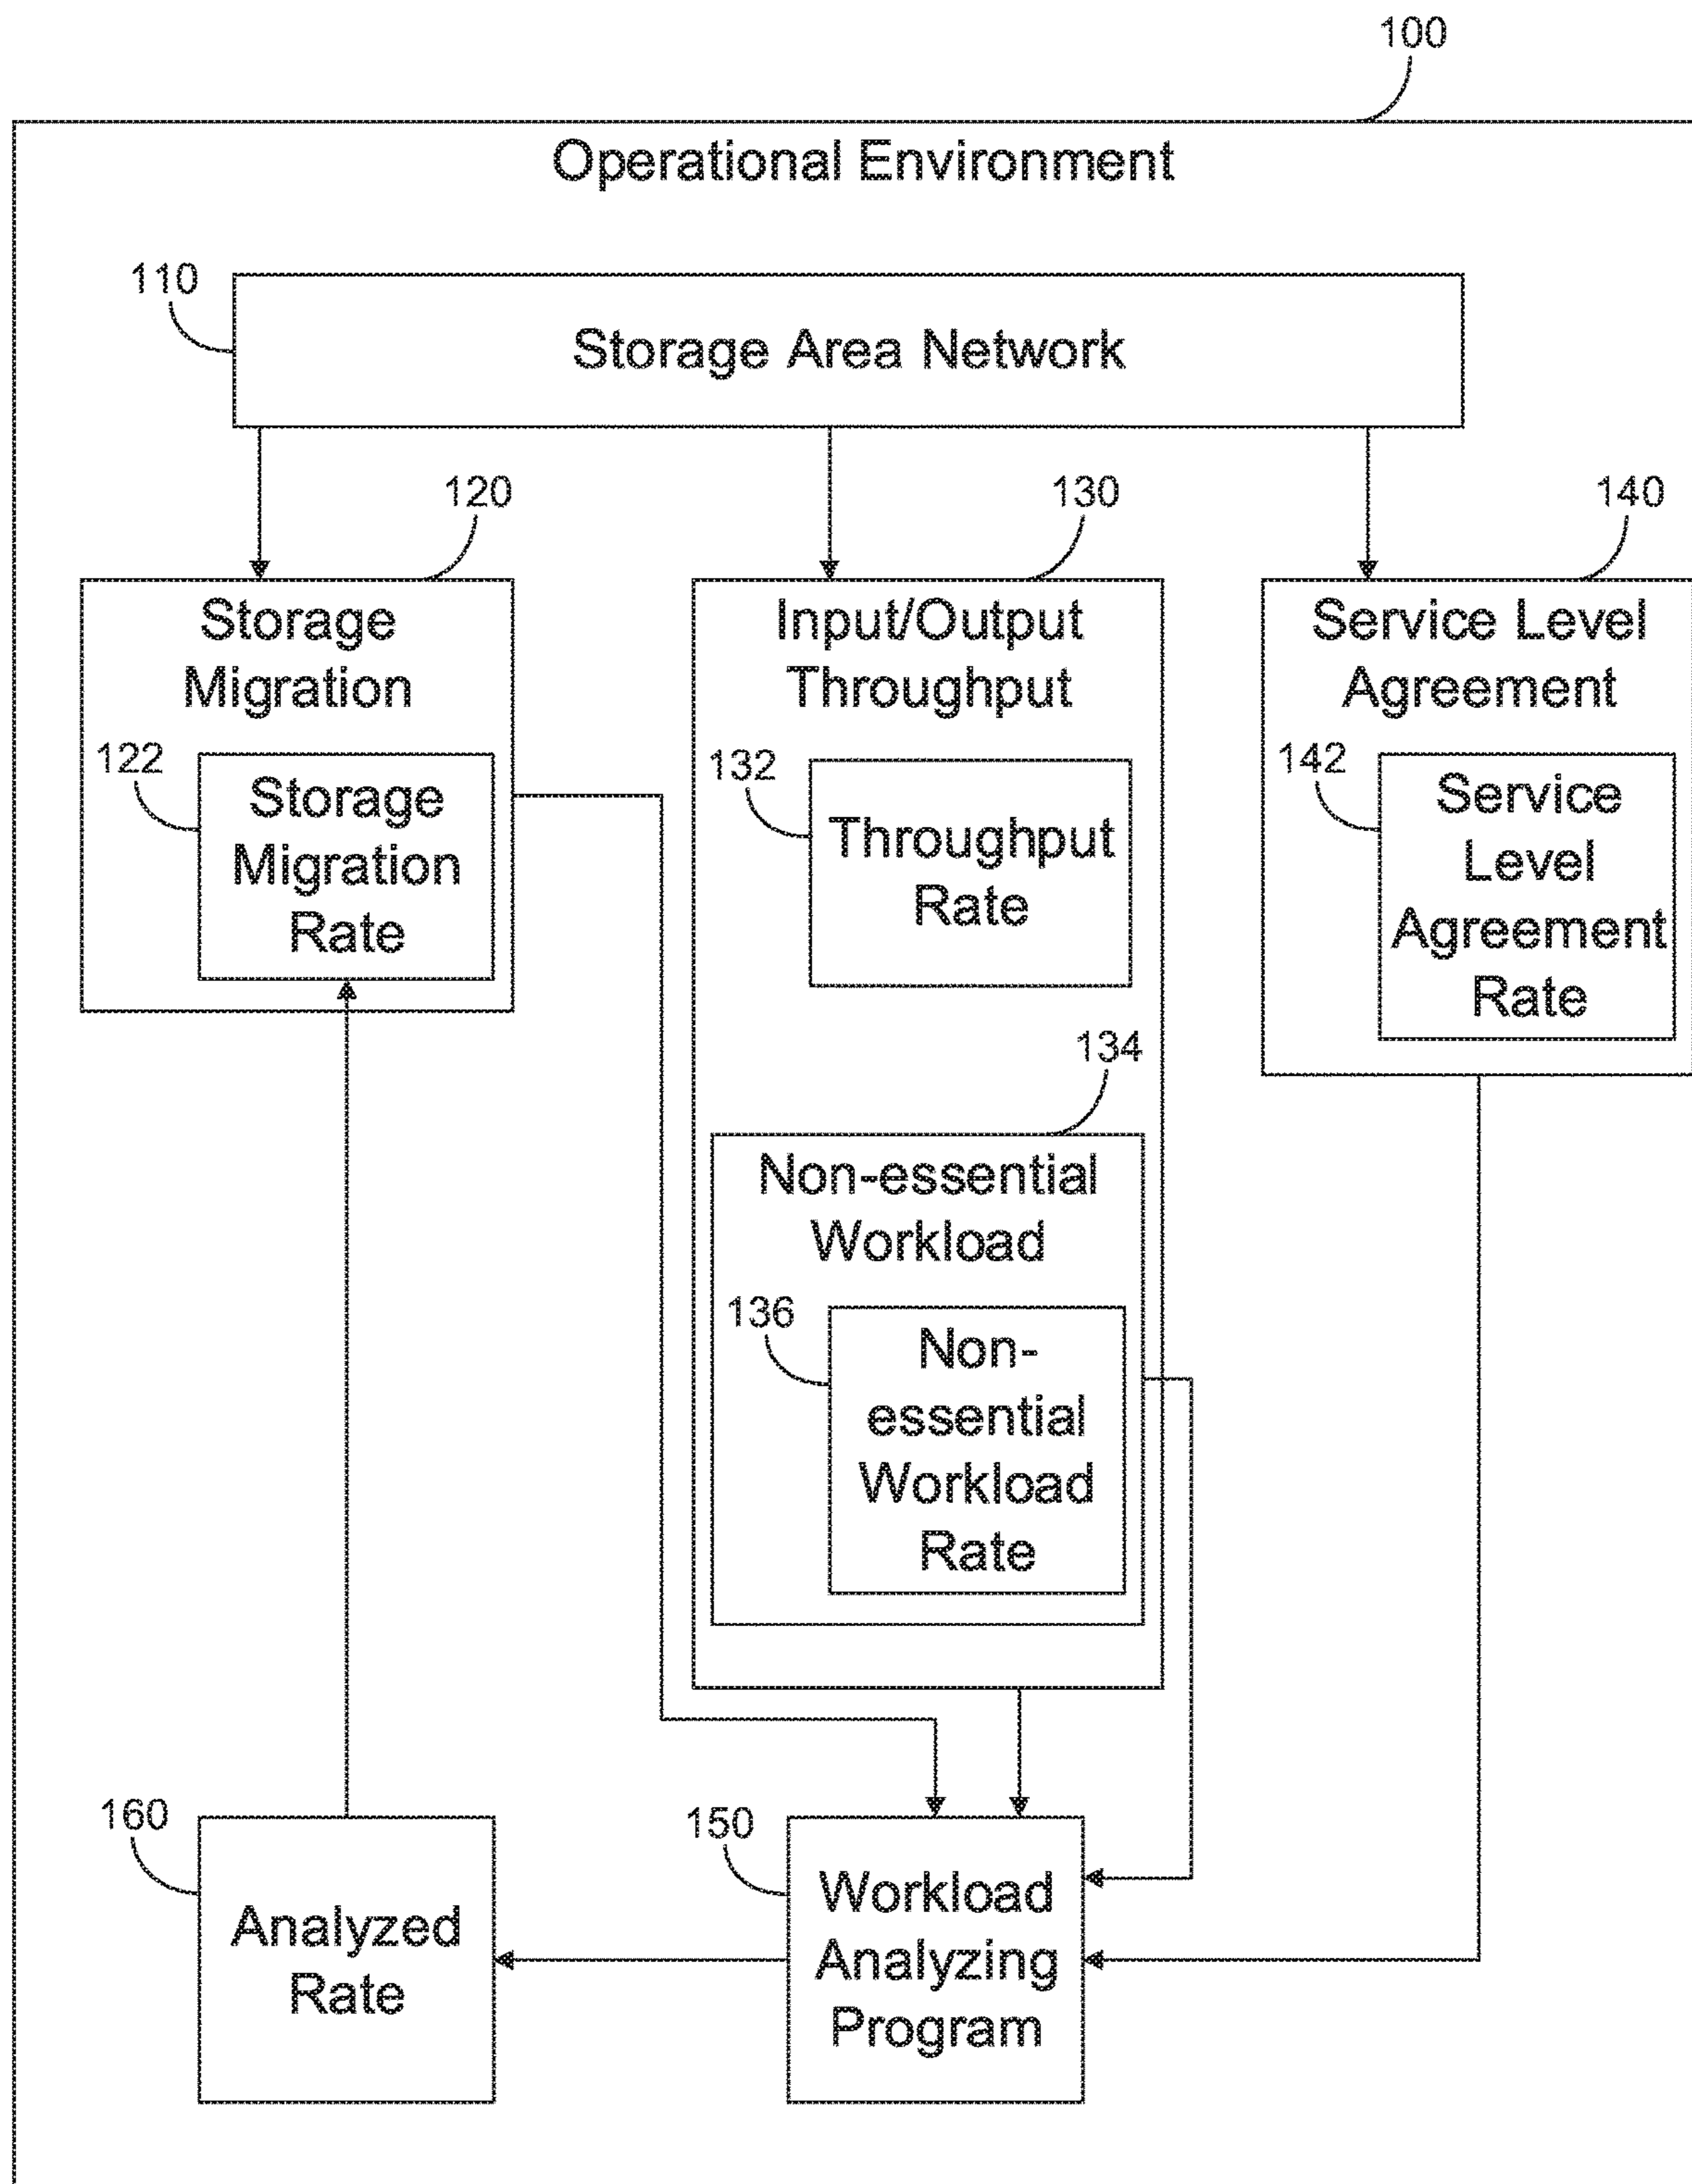 100
Operational Environment
110
Storage Area Network
120
130
140
Storage
Migration
Input/Output
Throughput
Service Level
Agreement
122
Storage
Migration
Rate
132
Throughput
Rate
142
Service
Level
Agreement
Rate
134
Non-essential
Workload
136
Non-
essential
Workload
Rate
160
Analyzed
Rate
150
Workload
Analyzing
Program